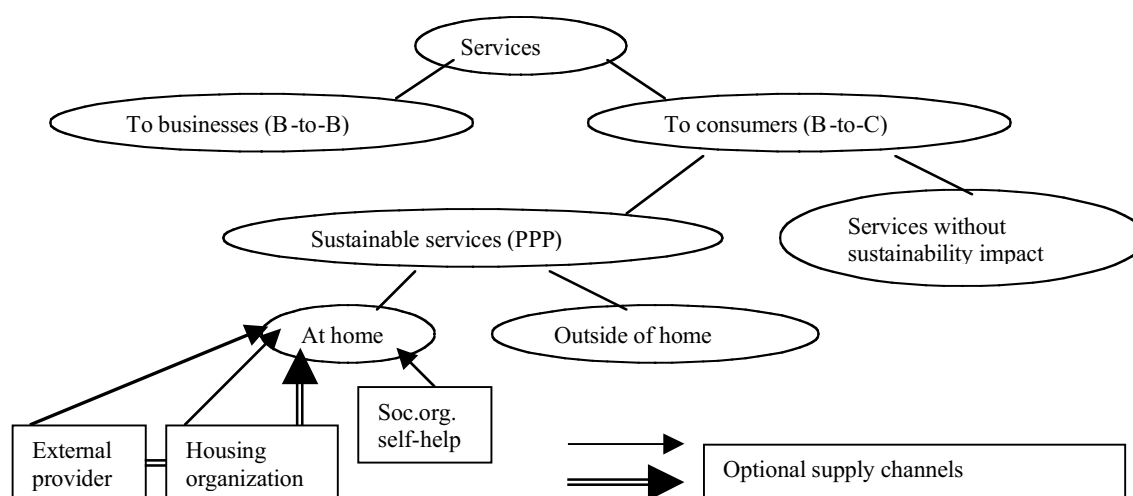 Services
To businesses (B-to-B)
To consumers (B-to-C)
Sustainable services (PPP)
Services without
sustainability impact
At home
Outside of home
Soc.org.
self-help
External
provider
Housing
organization
Optional supply channels